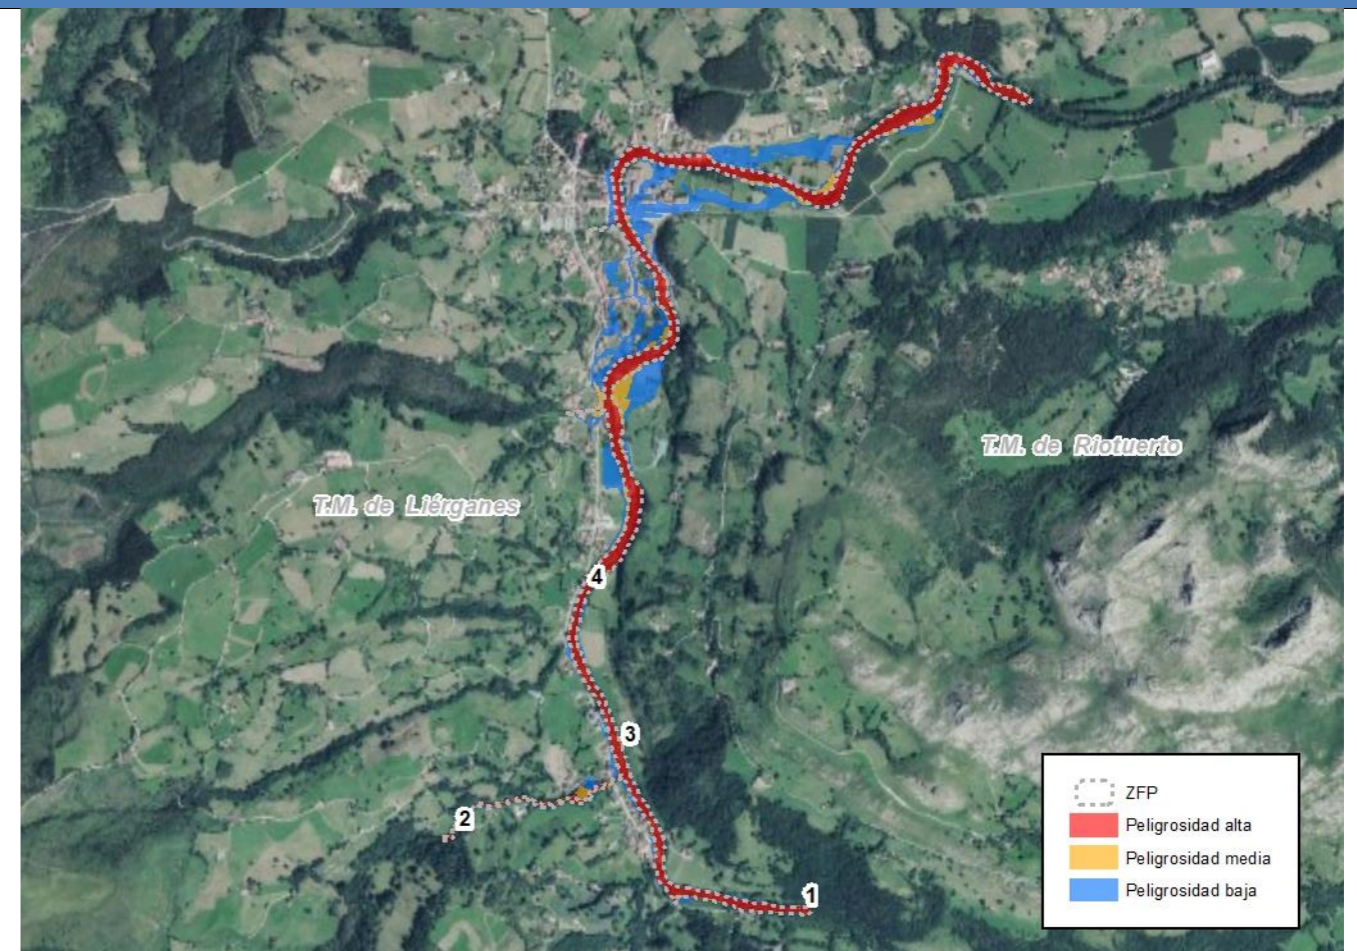 T.M. de Riotuerto
T.M. de Liérganes
4
3
2
1
ZFP
Peligrosidad alta
Peligrosidad media
Peligrosidad baja